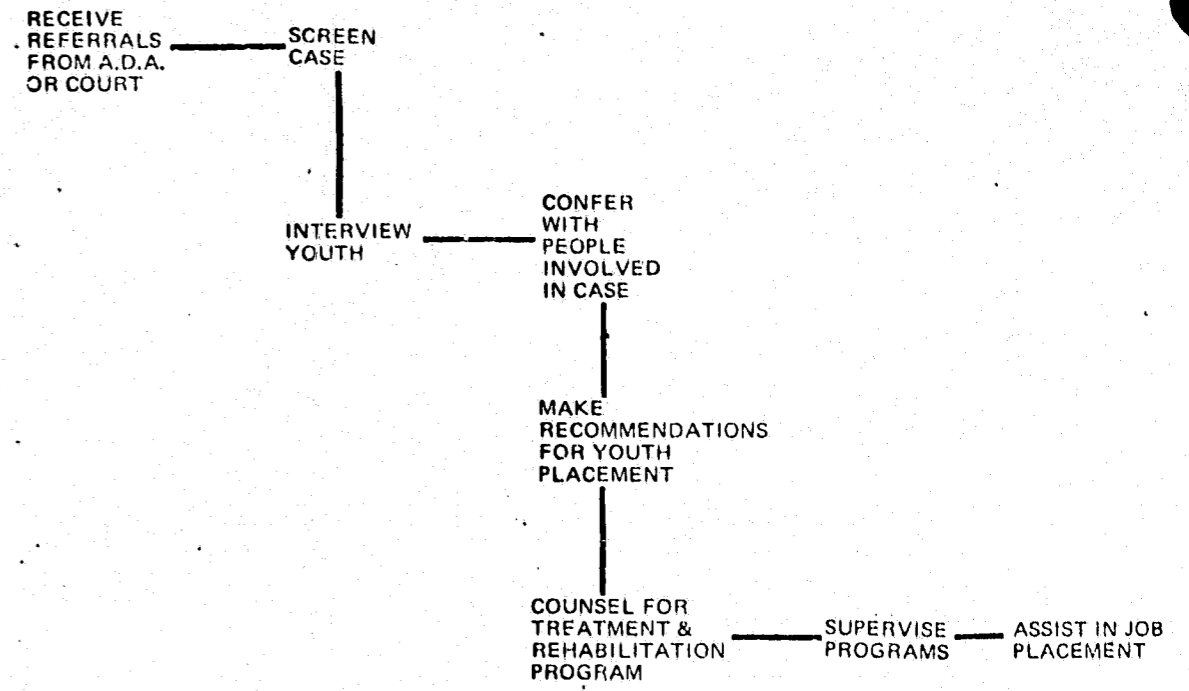 RECEIVE
REFERRALS
FROM A.D.A.
OR COURT
SCREEN
CASE
INTERVIEW
YOUTH
CONFER
WITH
PEOPLE
INVOLVED
IN CASE
MAKE
RECOMMENDATIONS
FOR YOUTH
PLACEMENT
COUNSEL FOR
TREATMENT &
REHABILITATION
PROGRAM
SUPERVISE
PROGRAMS
ASSIST IN JOB
PLACEMENT